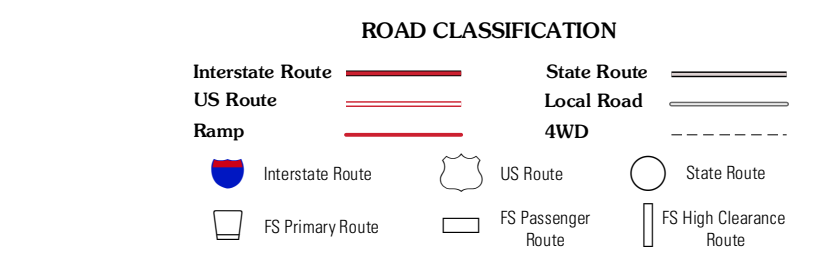 ROAD CLASSIFICATION
Interstate Route
State Route
US Route
Local Road
Ramp
4WD
Interstate Route
US Route
State Route
FS Primary Route
FS Passenger
Route
FS High Clearance
Route